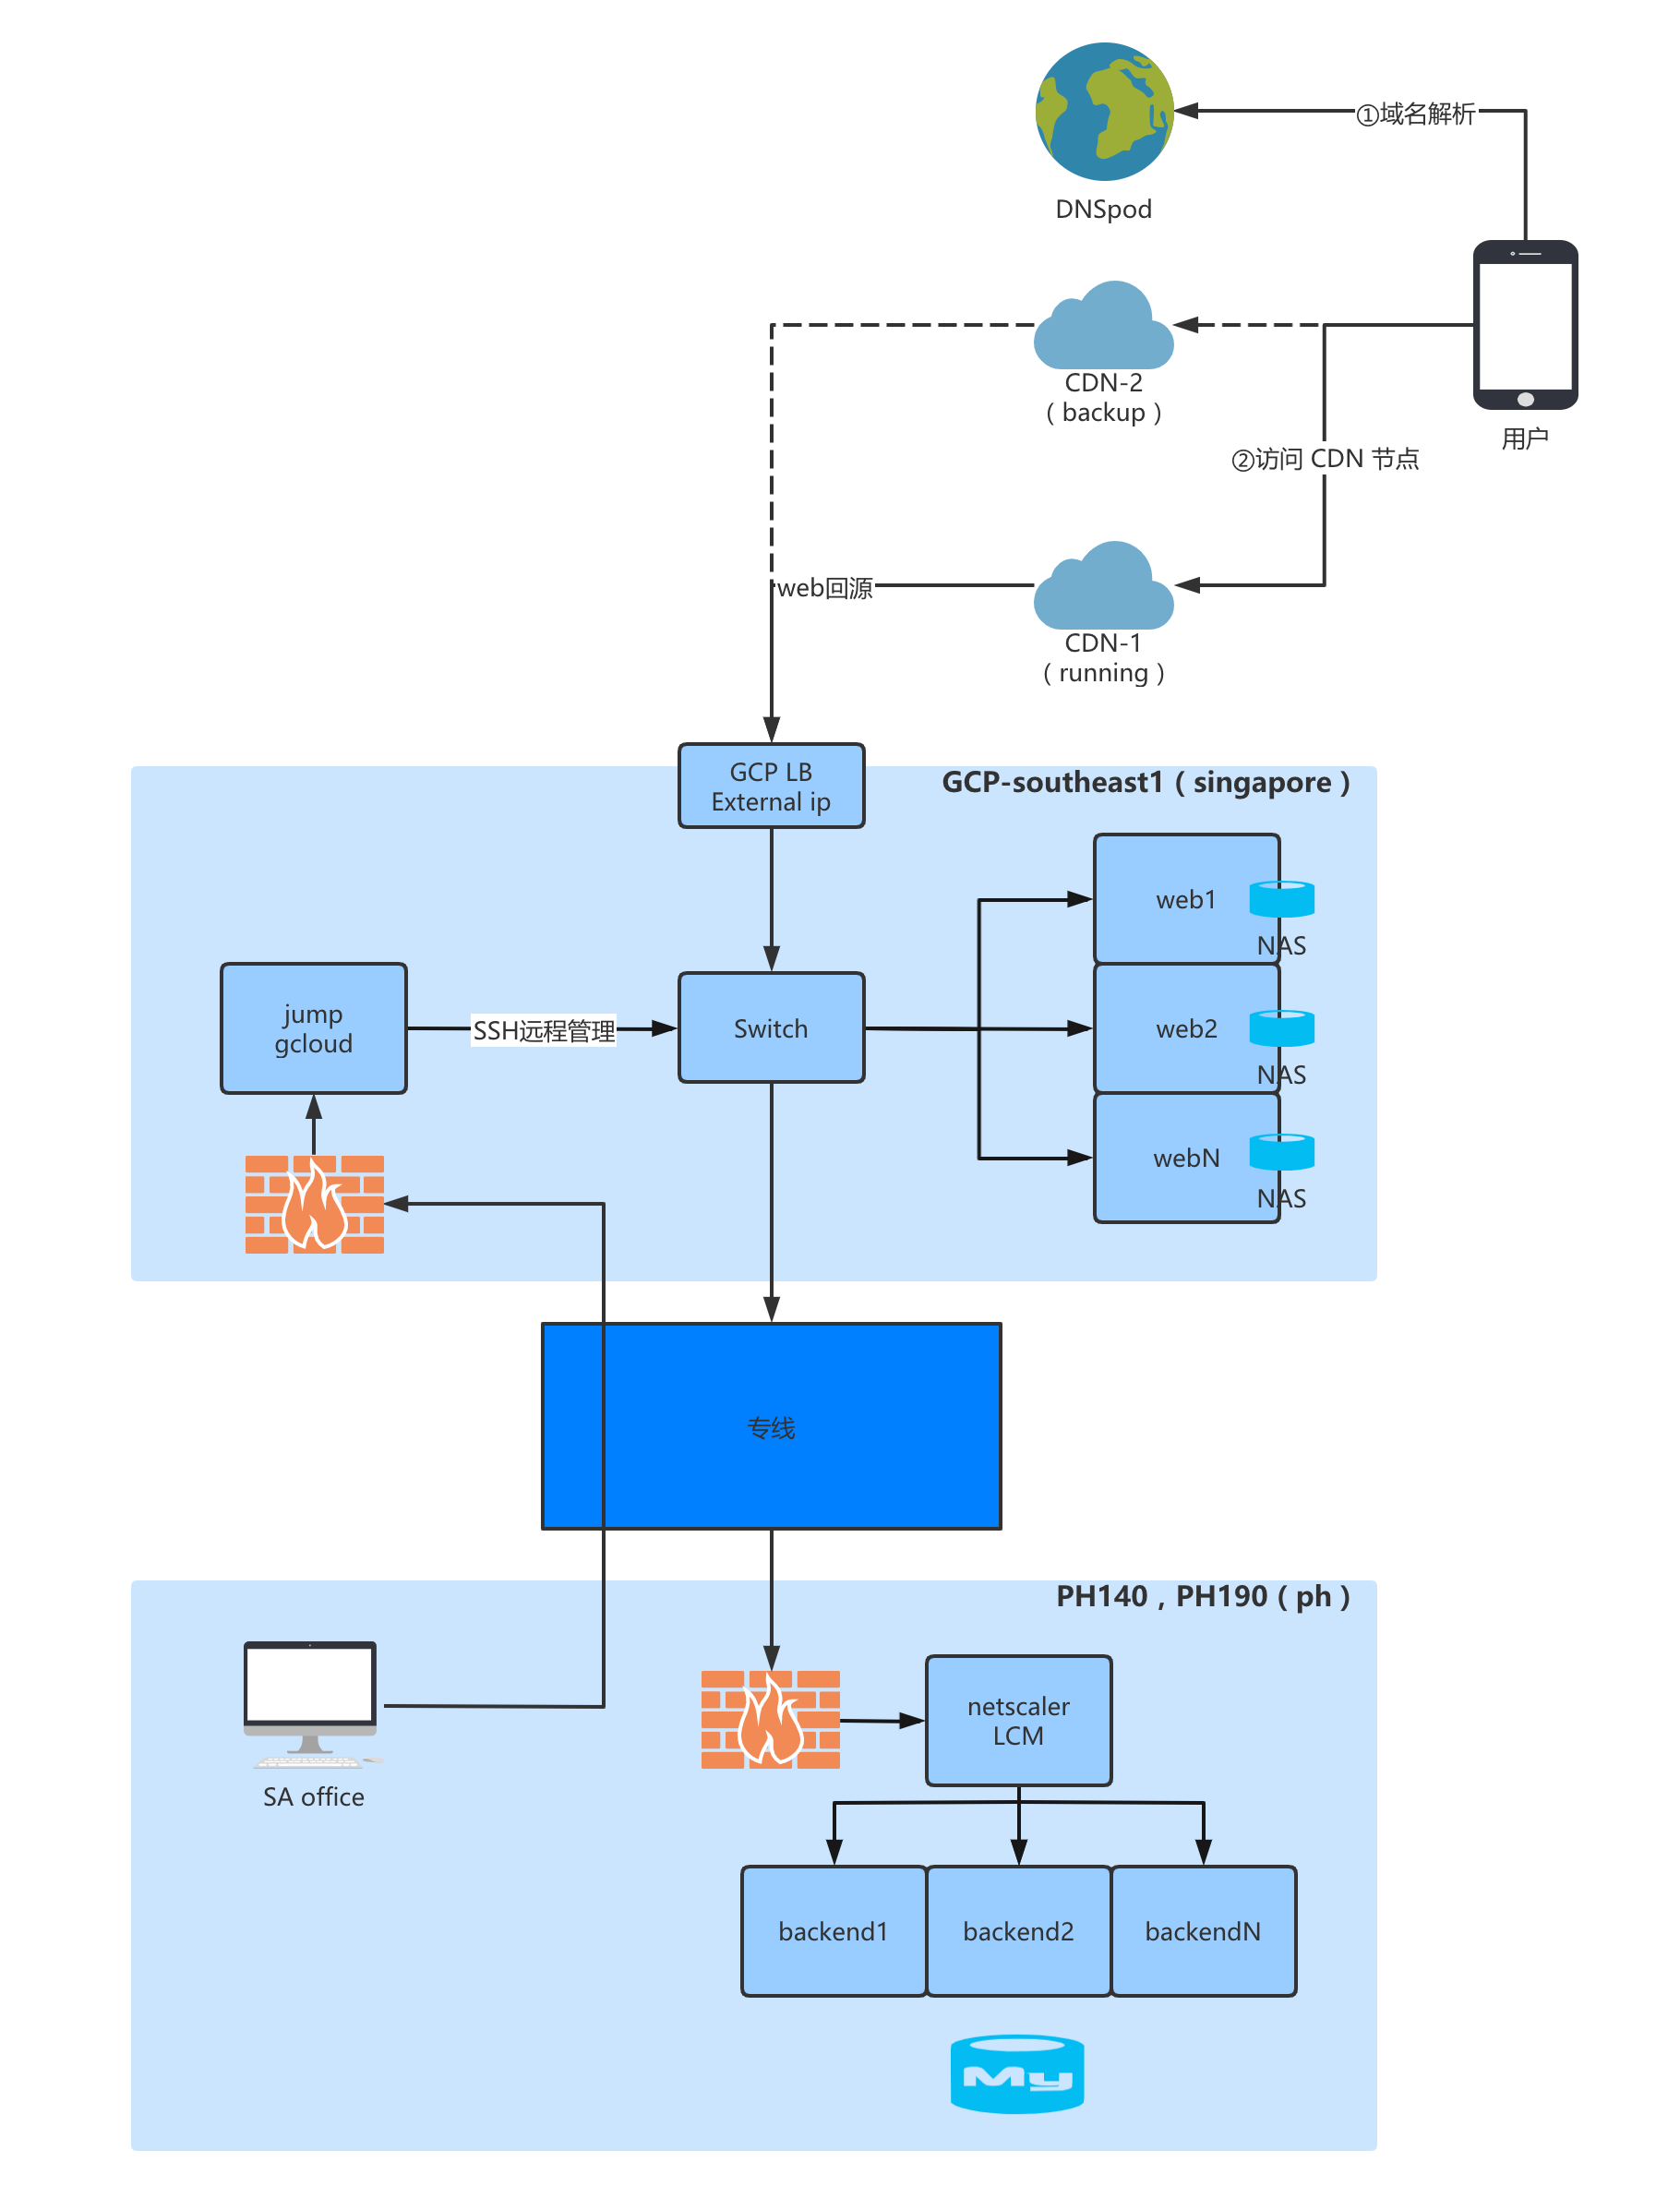 ①域名解析
DNSpod
用户
CDN-2
（backup）
②访问 CDN 节点
web回源
CDN-1
（running）
GCP LB
External ip
GCP-southeast1（singapore）
web1
NAS
jump
gcloud
SSH远程管理
Switch
web2
NAS
webN
NAS
专线
PH140，PH190（ph）
SA office
netscaler
LCM
backend1
backend2
backendN
My